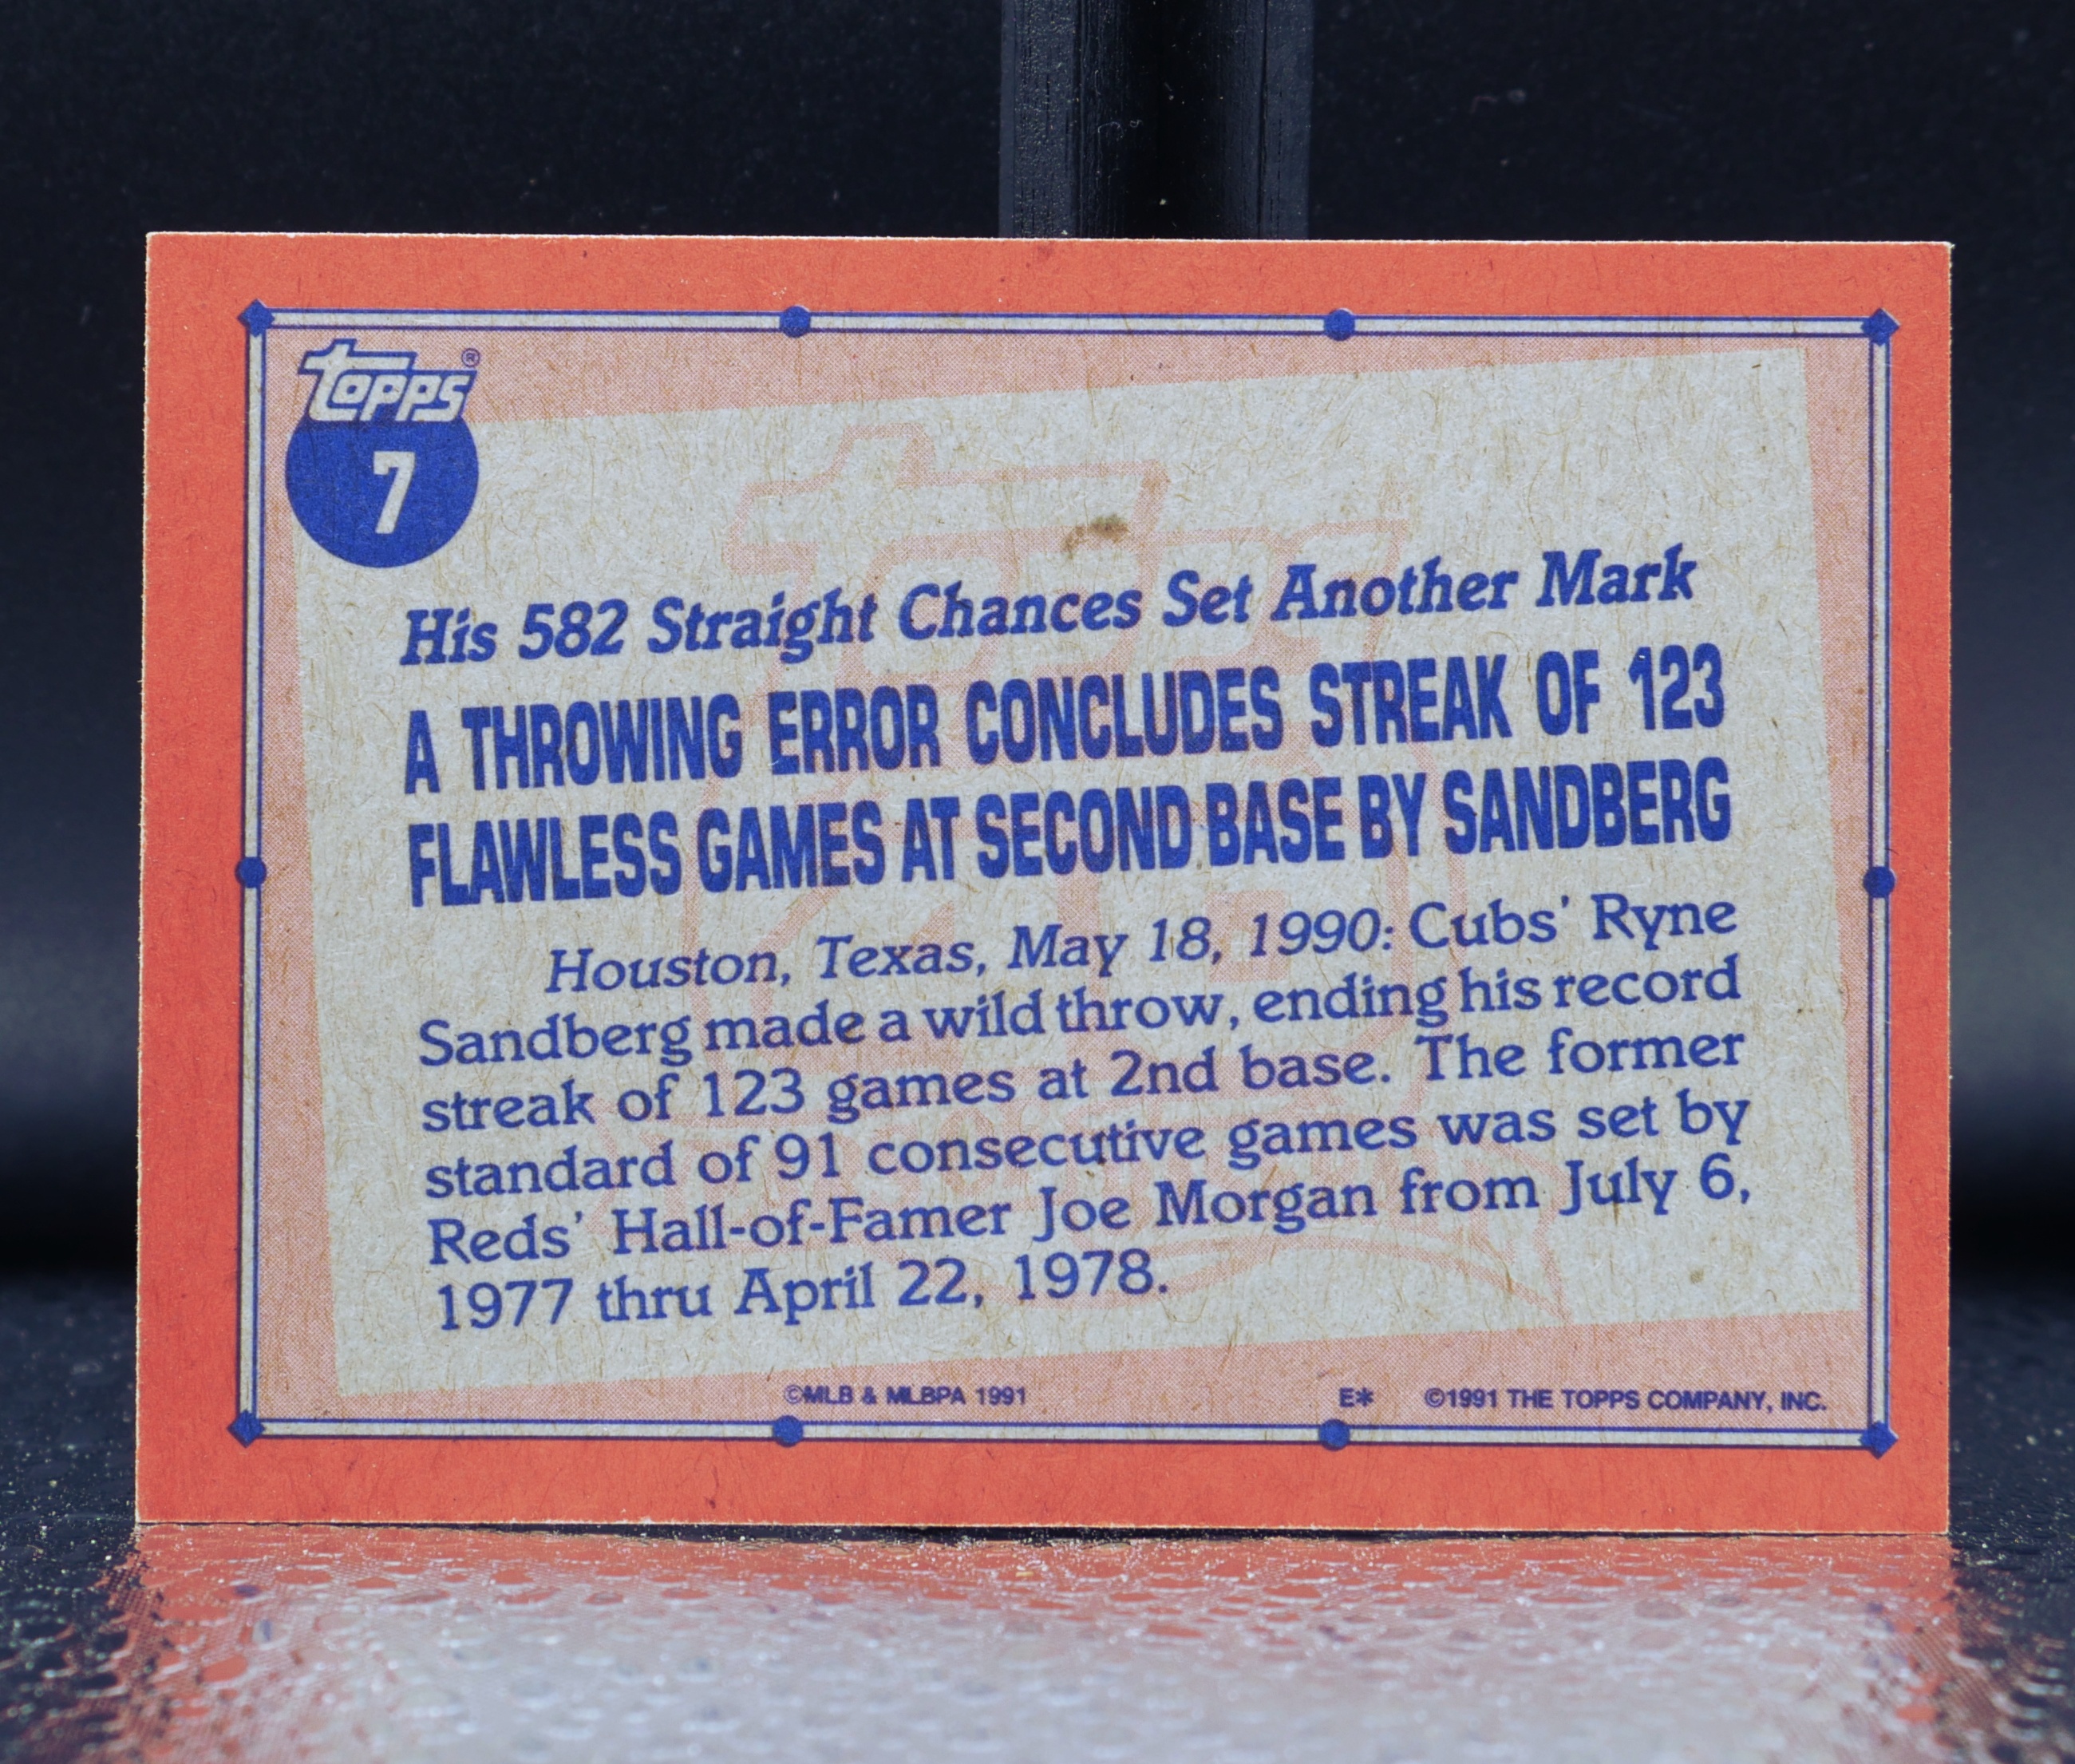 topps®
7
His 582 Straight Chances Set Another Mark
A THROWING ERROR CONCLUDES STREAK OF 123
FLAWLESS GAMES AT SECOND BASE BY SANDBERG
Houston, Texas, May 18, 1990: Cubs' Ryne
Sandberg made a wild throw, ending his record
streak of 123 games at 2nd base. The former
standard of 91 consecutive games was set by
Reds' Hall-of-Famer Joe Morgan from July 6,
1977 thru April 22, 1978.
©MLB & MLBPA 1991 E* ©1991 THE TOPPS COMPANY, INC.